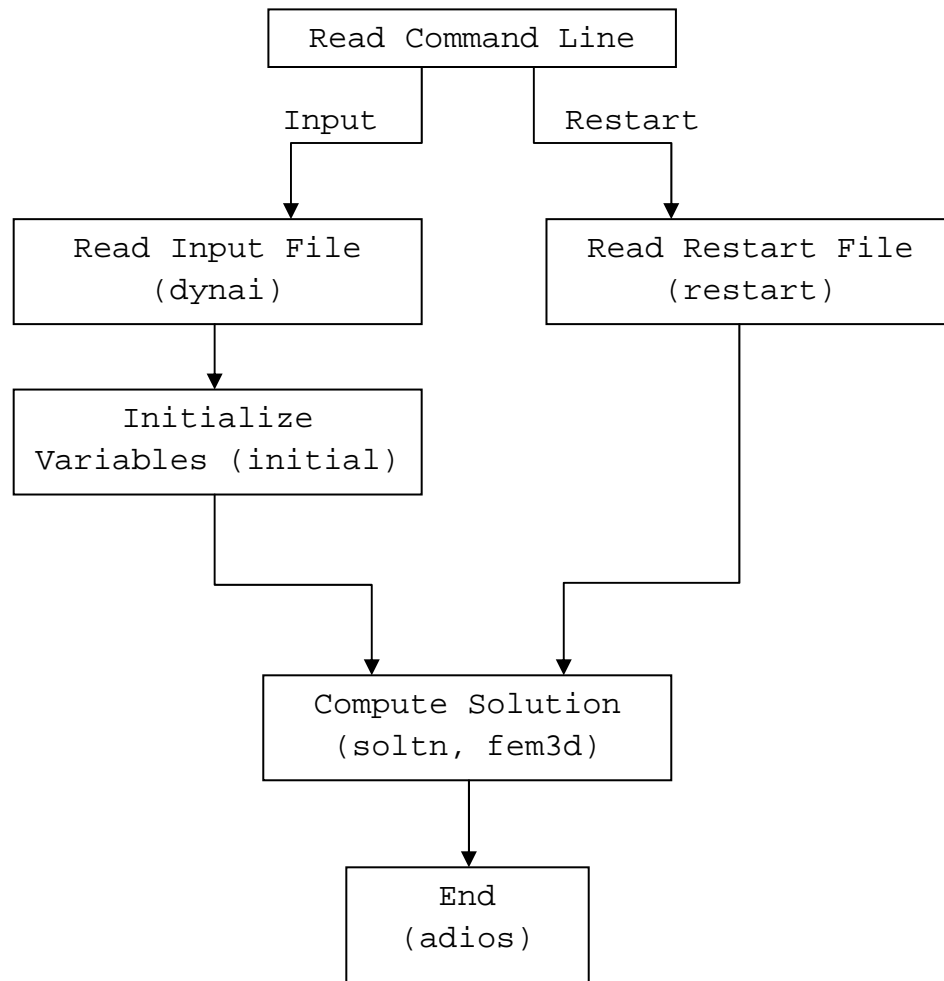 Read Command Line
Input
Restart
Read Input File
(dynai)
Read Restart File
(restart)
Initialize
Variables (initial)
Compute Solution
(soltn, fem3d)
End
(adios)